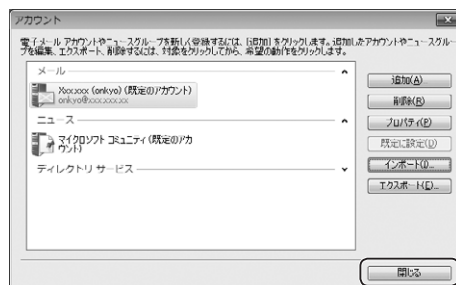 アカウント
電子メール アカウントやニュースグループを新しく登録するには、[追加] をクリックします。追加したアカウントやニュースグルー
プを編集、エクスポート、削除するには、対象をクリックしてから、希望の動作をクリックします。
メール
Xxx:xxx (onkyo) (既定のアカウント)
onkyo@xxx.xxx.xx
ニュース
マイクロソフト コミュニティ (既定のアカ
ウント)
ディレクトリ サービス
追加(A)
削除(R)
プロパティ(P)
既定に設定(D)
インポート(I)...
エクスポート(E)...
閉じる